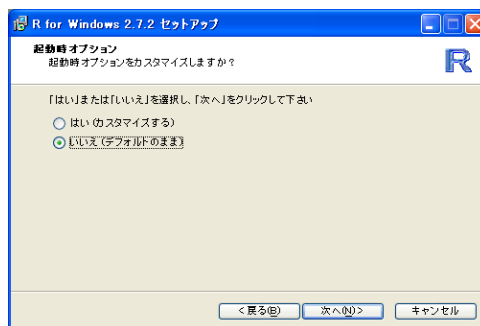 R for Windows 2.7.2 セットアップ
起動時オプション
起動時オプションをカスタマイズしますか？
R
「はい」または「いいえ」を選択し、「次へ」をクリックして下さい
はい (カスタマイズする)
いいえ (デフォルトのまま)
< 戻る(B) 次へ(N)> キャンセル